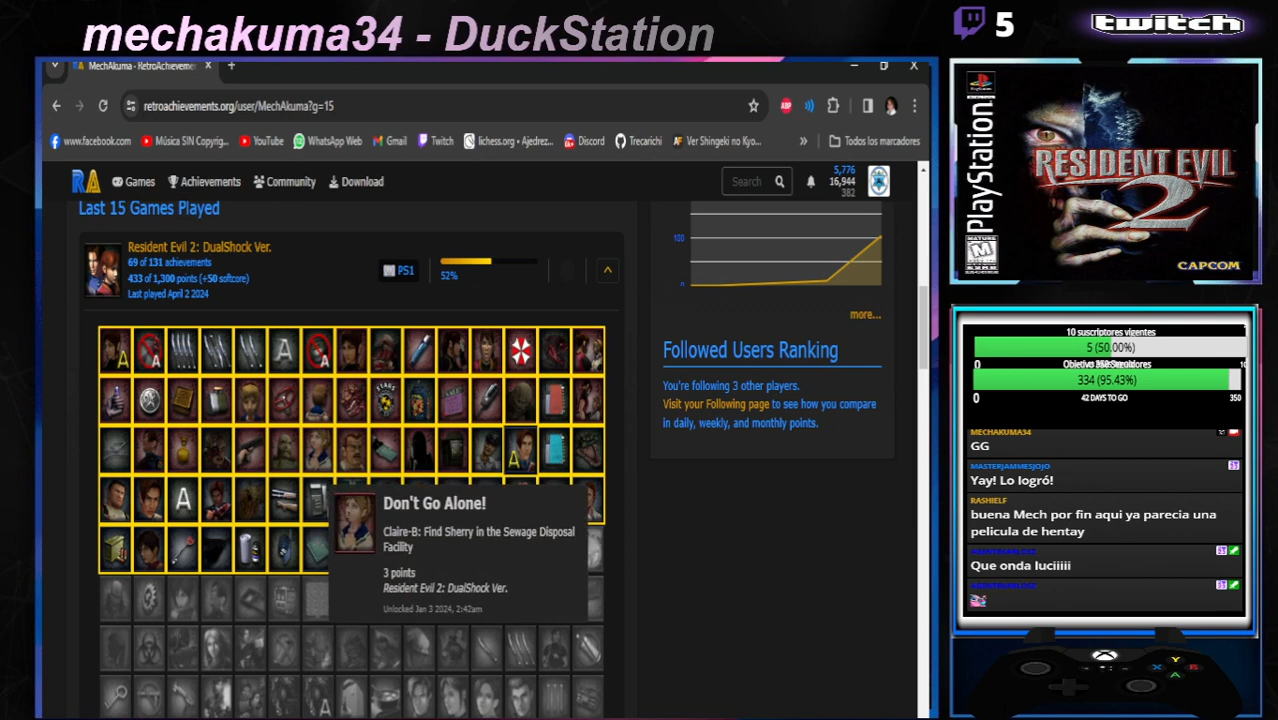 mechakuma34 - DuckStation
5
twitch
MechAkuma - RetroAchieveme
retroachievements.org/user/MechAkuma?g=15
www.facebook.com
Música SIN Copyrig...
YouTube
WhatsApp Web
Gmail
Twitch
lichess.org • Ajedrez...
Discord
Trecarichi
Ver Shingeki no Kyo...
Todos los marcadores
RA
Games
Achievements
Community
Download
Search
5,776
16,944
382
Last 15 Games Played
Resident Evil 2: DualShock Ver.
69 of 131 achievements
433 of 1,300 points (+50 softcore)
Last played April 2 2024
PS1
52%
Don't Go Alone!
Claire-B: Find Sherry in the Sewage Disposal
Facility
3 points
Resident Evil 2: DualShock Ver.
Unlocked Jan 3 2024, 2:42am
100
0
more...
Followed Users Ranking
You're following 3 other players.
Visit your Following page to see how you compare
in daily, weekly, and monthly points.
PlayStation
RESIDENT EVIL
2
MATURE
M
CAPCOM
10 suscriptores vigentes
5 (50.00%)
0
334 (95.43%)
0
42 DAYS TO GO
350
MECHAKUMA34
GG
MASTERJAMMESJOJO
Yay! Lo logró!
RASHIELF
buena Mech por fin aqui ya parecia una
pelicula de hentay
Que onda luciiiii
Y
X
B
A